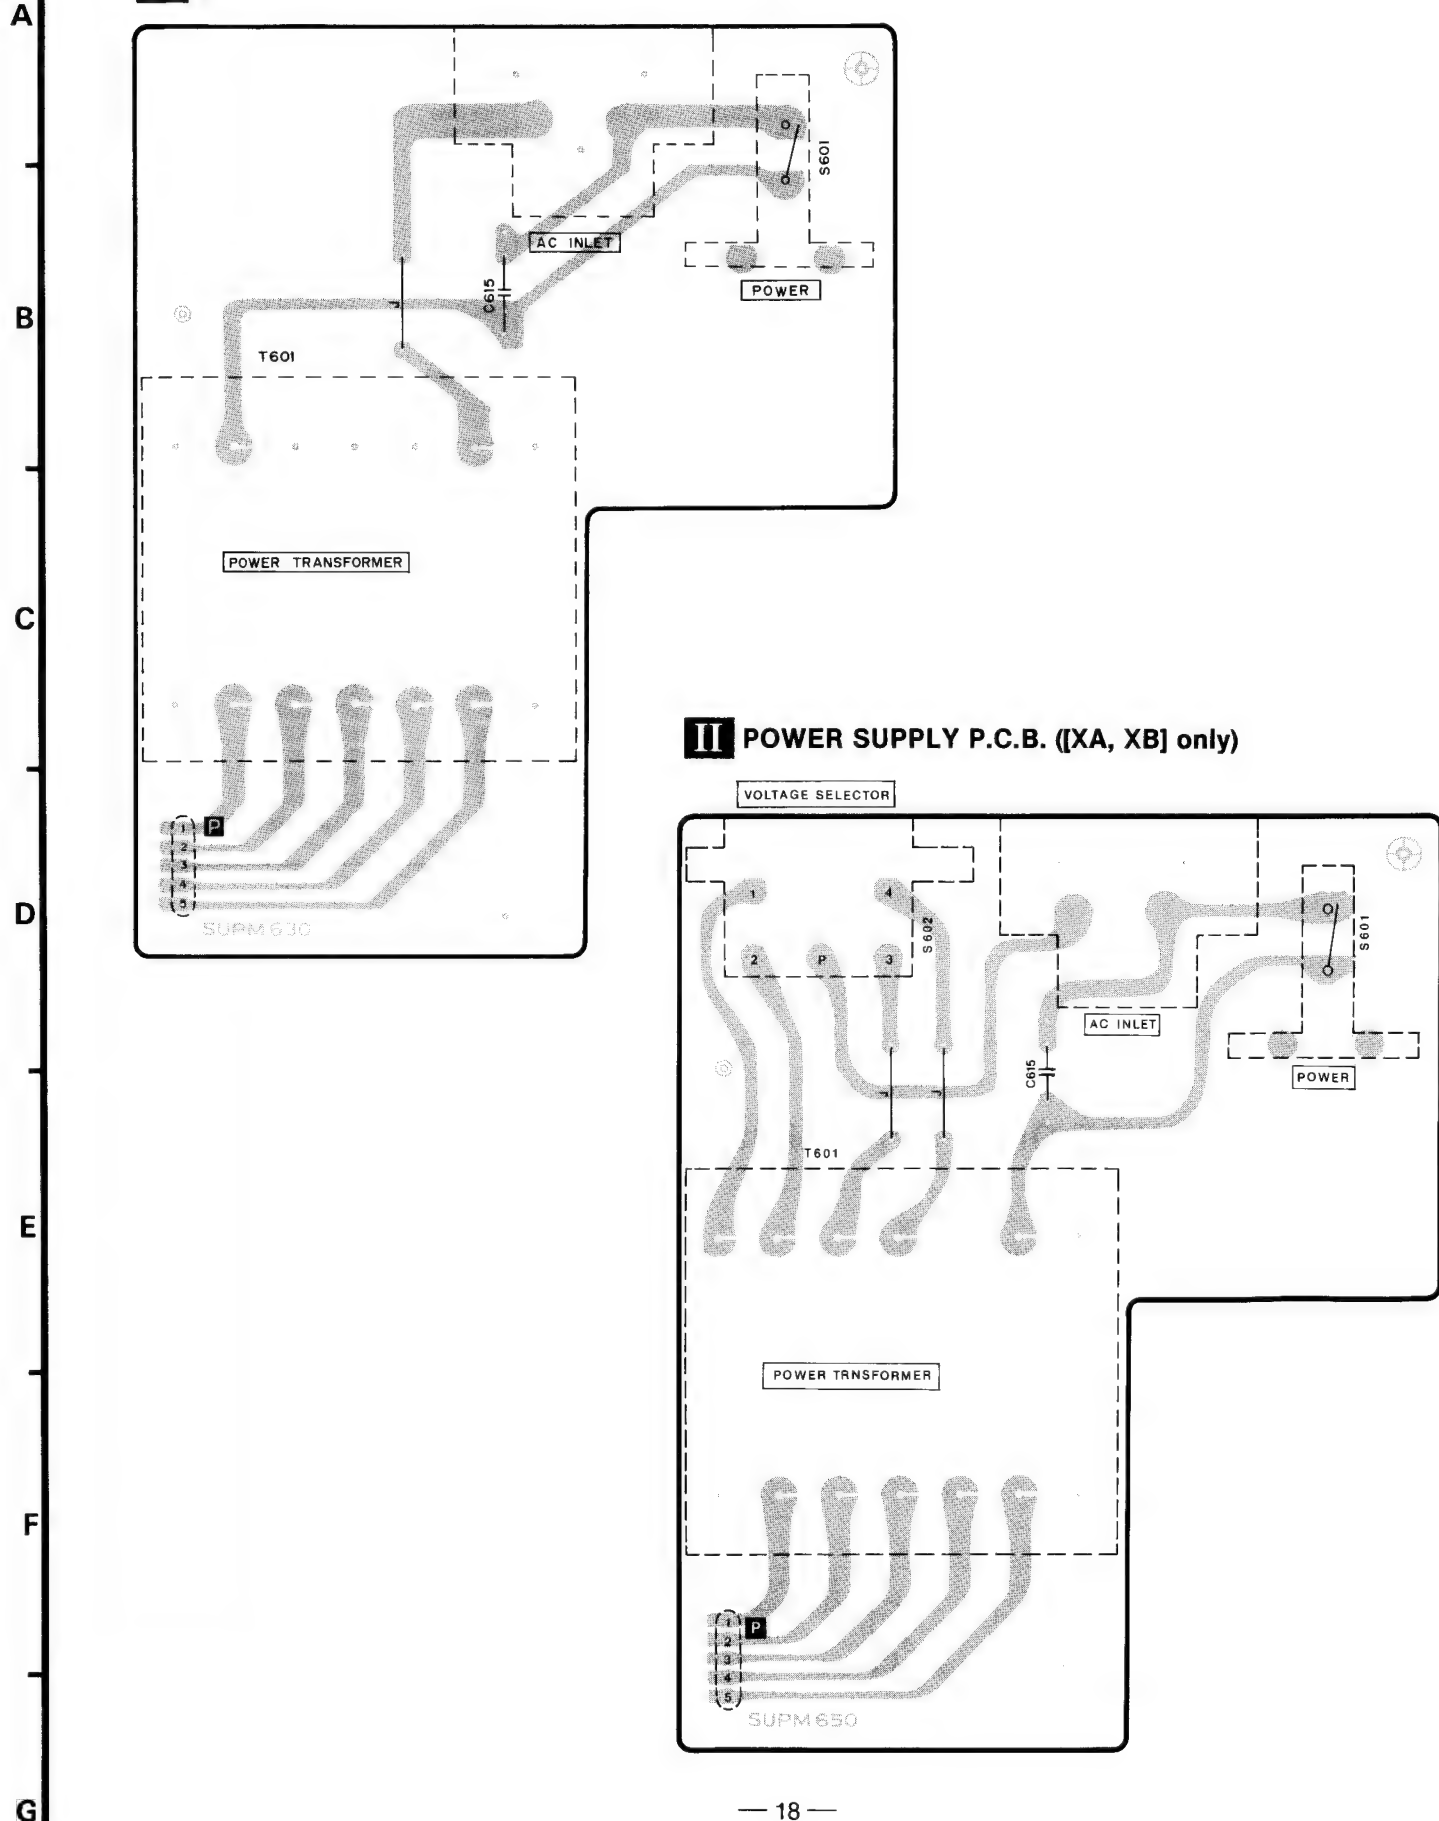 A
S601
AC INLET
C615
POWER
B
T601
POWER TRANSFORMER
C
II POWER SUPPLY P.C.B. ([XA, XB] only)
VOLTAGE SELECTOR
1 P
2
3
4
5
SUPM630
D
1
4
S602
2
P
3
S601
AC INLET
C615
POWER
T601
E
POWER TRNSFORMER
F
1 P
2
3
4
5
SUPM650
G
— 18 —